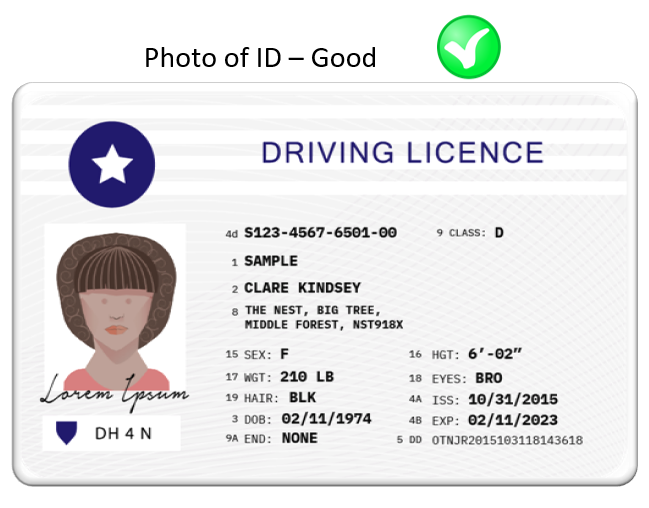 Photo of ID – Good
DRIVING LICENCE
4d S123-4567-6501-00 9 CLASS: D
1 SAMPLE
2 CLARE KINDSEY
8 THE NEST, BIG TREE,
MIDDLE FOREST, NST918X
15 SEX: F 16 HGT: 6’-02”
17 WGT: 210 LB 18 EYES: BRO
19 HAIR: BLK 4A ISS: 10/31/2015
3 DOB: 02/11/1974 4B EXP: 02/11/2023
9A END: NONE 5 DD OTNJR2015103118143618
Lorem Ipsum
DH 4 N